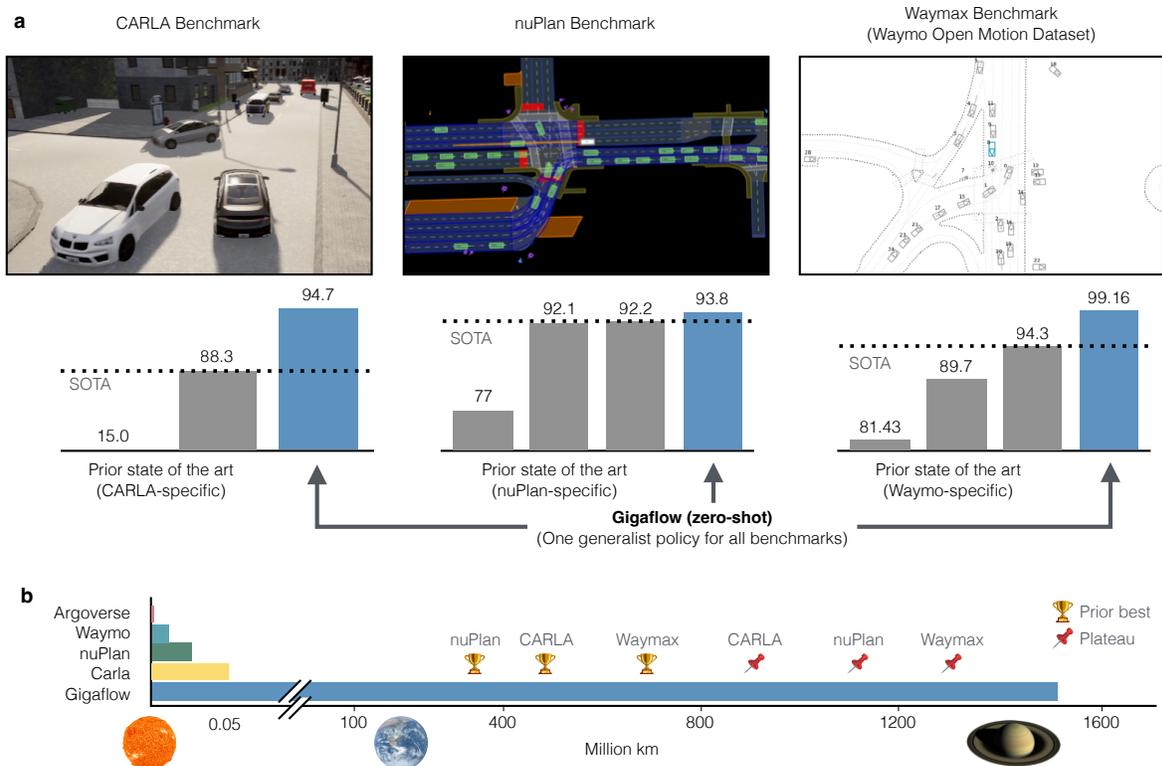 a
CARLA Benchmark
nuPlan Benchmark
Waymax Benchmark
(Waymo Open Motion Dataset)
94.7
88.3
15.0
SOTA
Prior state of the art
(CARLA-specific)
93.8
92.2
92.1
77
SOTA
Prior state of the art
(nuPlan-specific)
99.16
94.3
89.7
81.43
SOTA
Prior state of the art
(Waymo-specific)
Gigaflow (zero-shot)
(One generalist policy for all benchmarks)
b
Argoverse
Waymo
nuPlan
Carla
Gigaflow
nuPlan
CARLA
Waymax
CARLA
nuPlan
Waymax
Prior best
Plateau
0.05
100
400
800
1200
1600
Million km